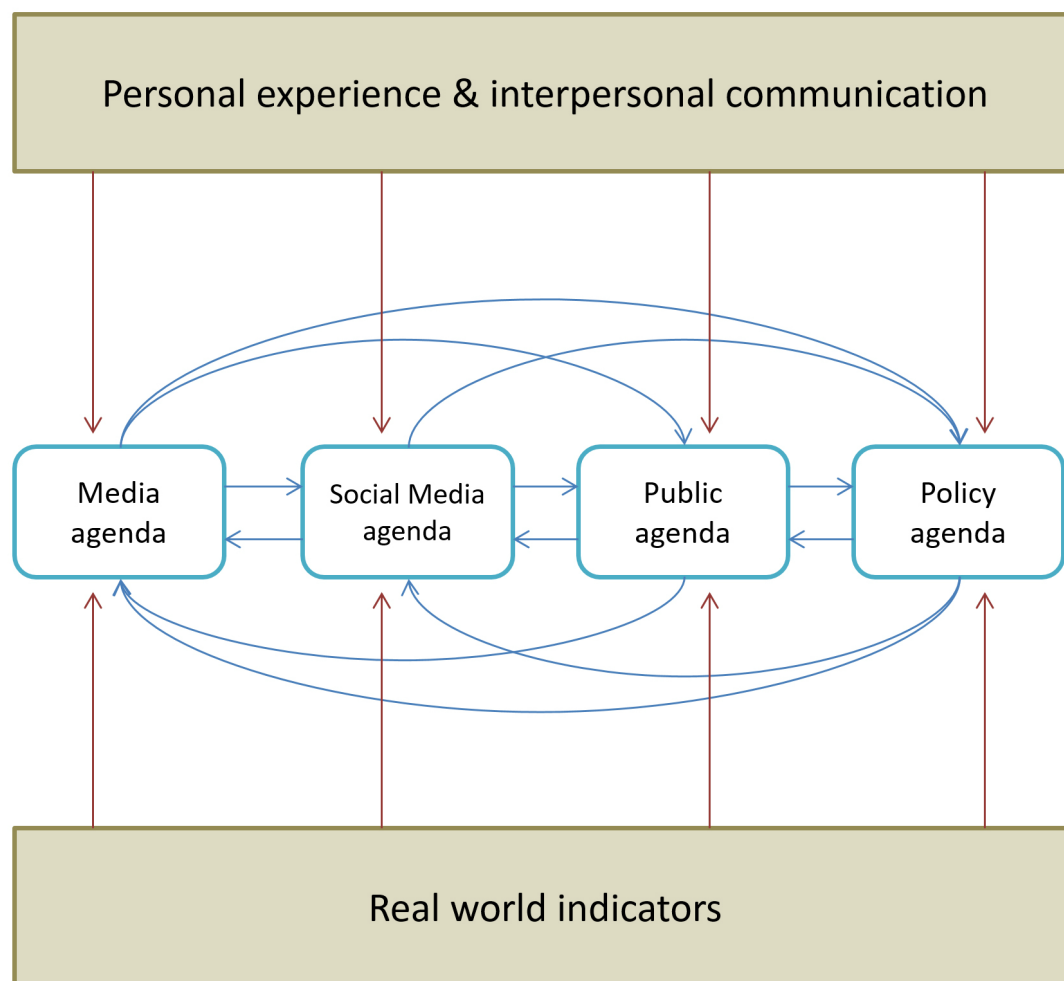 Personal experience & interpersonal communication
Media
agenda
Social Media
agenda
Public
agenda
Policy
agenda
Real world indicators